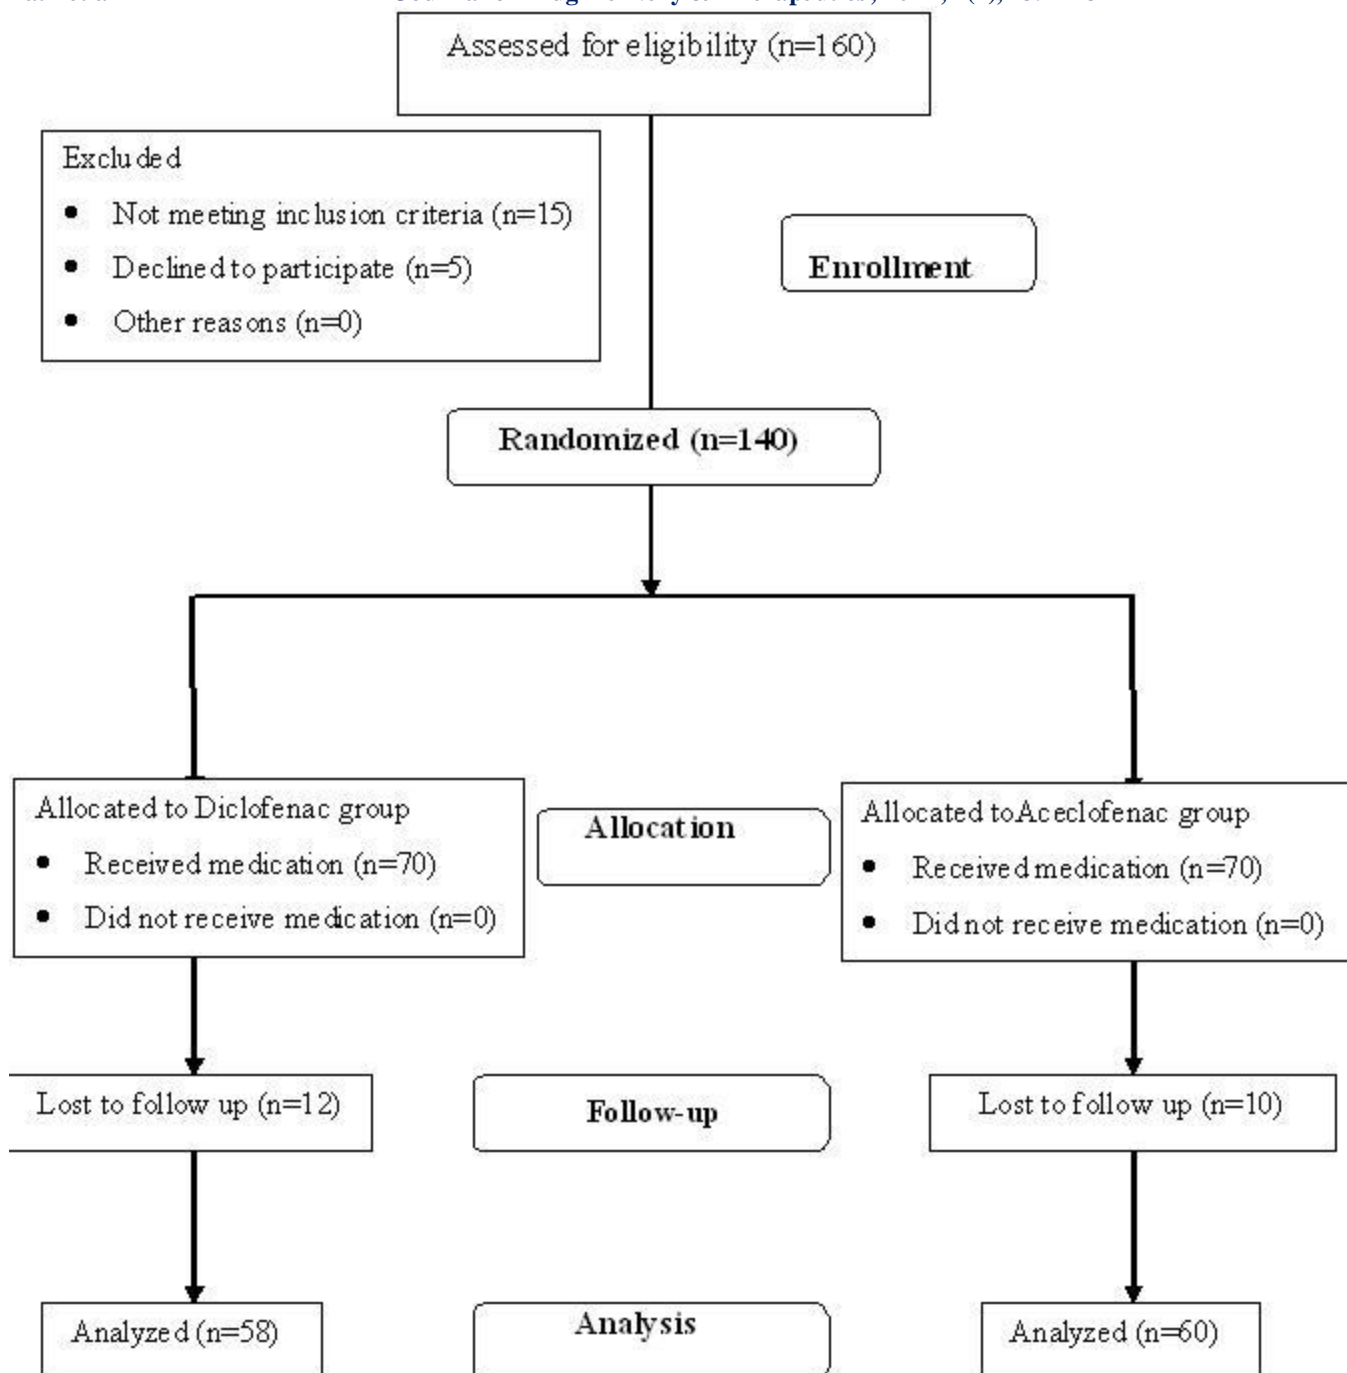 Assessed for eligibility (n=160)
Excluded
• Not meeting inclusion criteria (n=15)
• Declined to participate (n=5)
• Other reasons (n=0)
Enrollment
Randomized (n=140)
Allocated to Diclofenac group
• Received medication (n=70)
• Did not receive medication (n=0)
Allocation
Allocated to Aceclofenac group
• Received medication (n=70)
• Did not receive medication (n=0)
Lost to follow up (n=12)
Follow-up
Lost to follow up (n=10)
Analyzed (n=58)
Analysis
Analyzed (n=60)